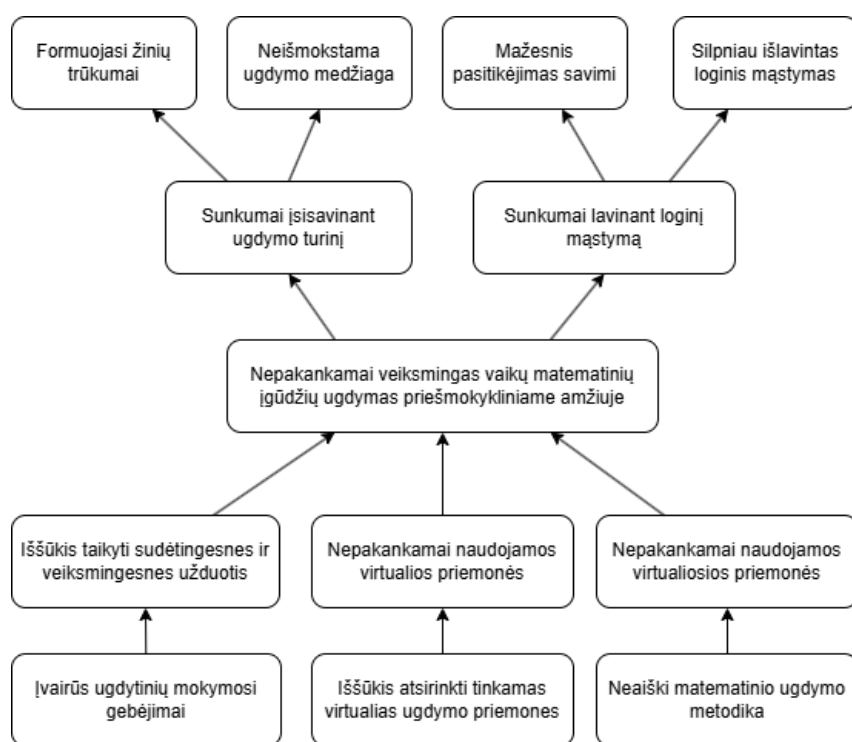 Formuojasi žinių
trūkumai
Neišmokstama
ugdymo medžiaga
Mažesnis
pasitikėjimas savimi
Silpniau išlavintas
loginis mąstymas
Sunkumai įsisavinant
ugdymo turinį
Sunkumai lavinant loginį
mąstymą
Nepakankamai veiksmingas vaikų matematinių
įgūdžių ugdymas priešmokykliniame amžiuje
Iššūkis taikyti sudėtingesnes ir
veiksmingesnes užduotis
Nepakankamai naudojamos
virtualios priemonės
Nepakankamai naudojamos
virtualiosios priemonės
Įvairūs ugdytinių mokymosi
gebėjimai
Iššūkis atsirinkti tinkamas
virtualias ugdymo priemones
Neaiški matematinio ugdymo
metodika